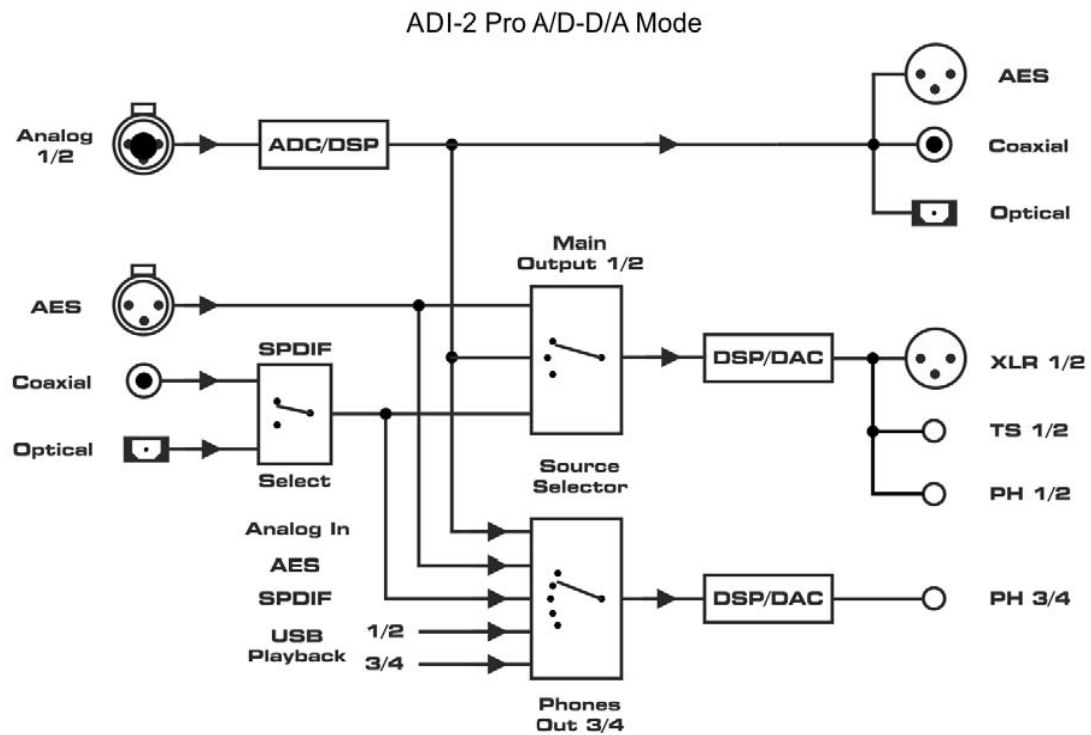 ADI-2 Pro A/D-D/A Mode
AES
Analog
1/2
ADC/DSP
Coaxial
Optical
Main
Output 1/2
AES
SPDIF
DSP/DAC
XLR 1/2
Coaxial
TS 1/2
Optical
Select
Source
Selector
PH 1/2
Analog In
AES
SPDIF
DSP/DAC
PH 3/4
USB
Playback
1/2
3/4
Phones
Out 3/4